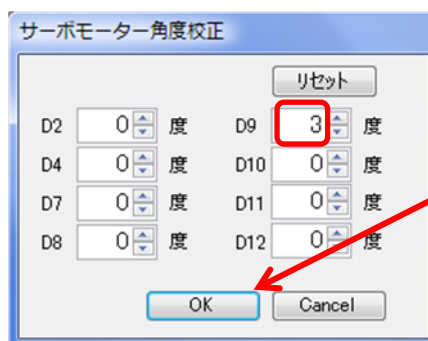 サーボモーター角度校正
リセット
D2 0 度 D9 3 度
D4 0 度 D10 0 度
D7 0 度 D11 0 度
D8 0 度 D12 0 度
OK Cancel